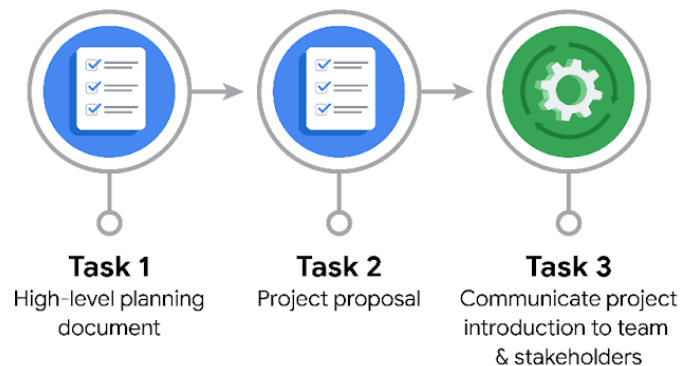 Task 1
High-level planning
document
Task 2
Project proposal
Task 3
Communicate project
introduction to team
& stakeholders